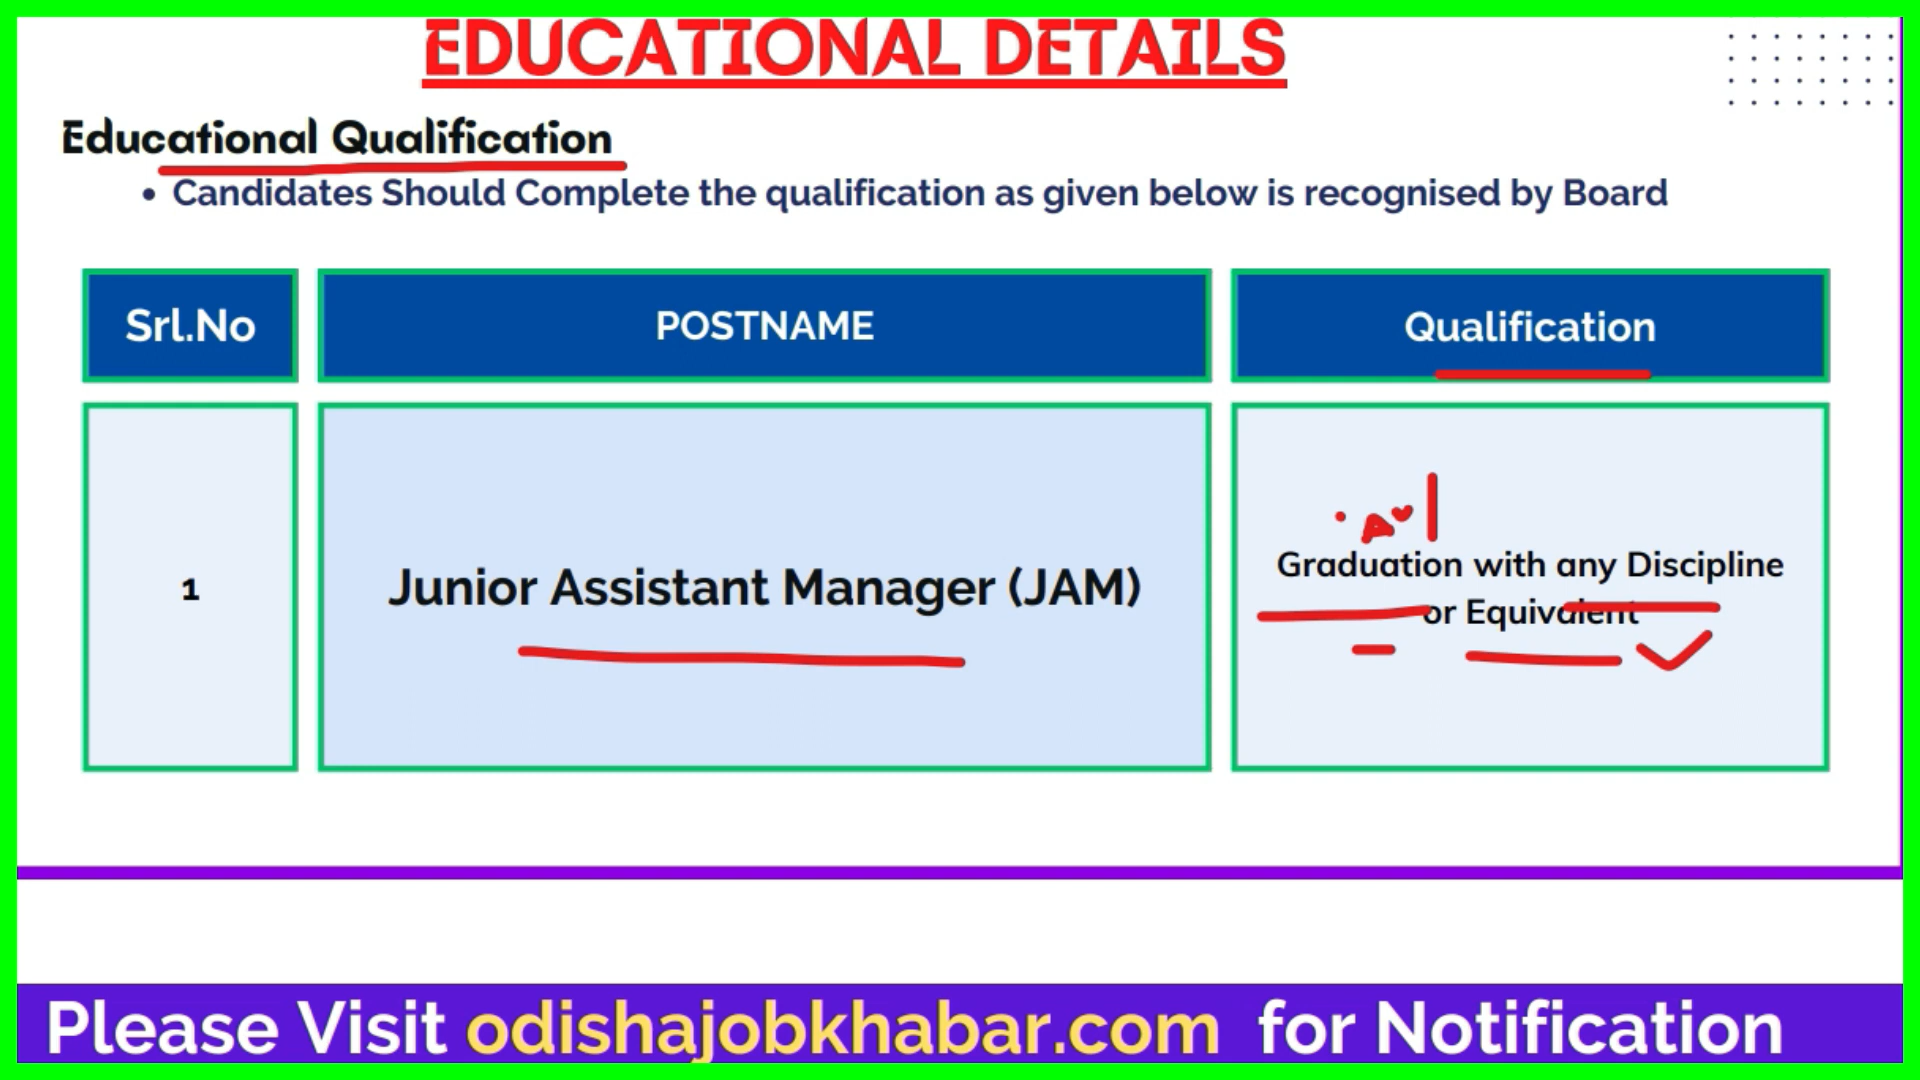 EDUCATIONAL DETAILS
Educational Qualification
• Candidates Should Complete the qualification as given below is recognised by Board
Srl.No POSTNAME Qualification
1 Junior Assistant Manager (JAM) Graduation with any Discipline
or Equivalent
Please Visit odishajobkhabar.com for Notification